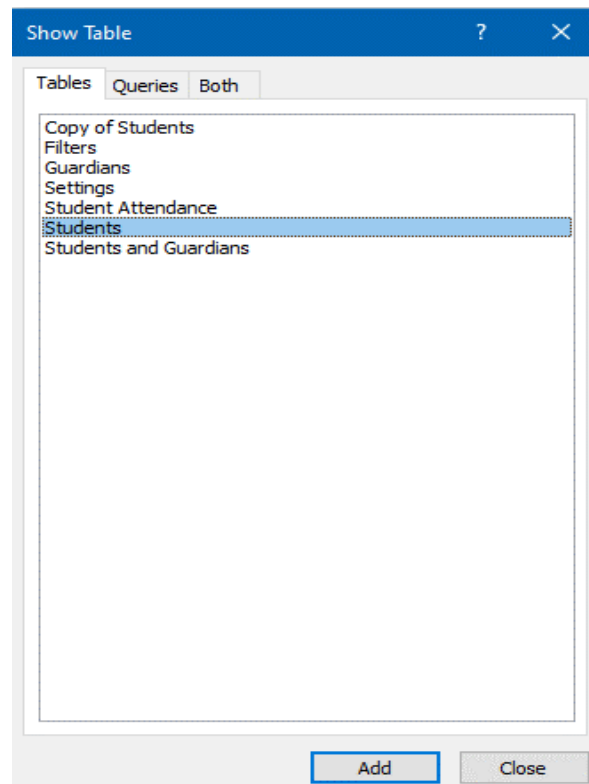 Show Table ?
Tables Queries Both
Copy of Students
Filters
Guardians
Settings
Student Attendance
Students
Students and Guardians
Add Close